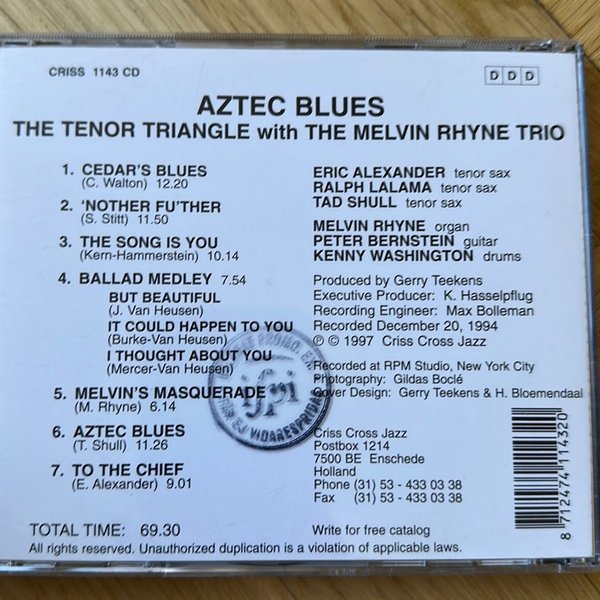 CRISS 1143 CD
D D D
AZTEC BLUES
THE TENOR TRIANGLE with THE MELVIN RHYNE TRIO
1. CEDAR'S BLUES
(C. Walton) 12.20
2. 'NOTHER FU'THER
(S. Stitt) 11.50
3. THE SONG IS YOU
(Kern-Hammerstein) 10.14
4. BALLAD MEDLEY 7.54
BUT BEAUTIFUL
(J. Van Heusen)
IT COULD HAPPEN TO YOU
(Burke-Van Heusen)
I THOUGHT ABOUT YOU
(Mercer-Van Heusen)
5. MELVIN'S MASQUERADE
(M. Rhyne) 6.14
6. AZTEC BLUES
(T. Shull) 11.26
7. TO THE CHIEF
(E. Alexander) 9.01
TOTAL TIME: 69.30
ERIC ALEXANDER tenor sax
RALPH LALAMA tenor sax
TAD SHULL tenor sax
MELVIN RHYNE organ
PETER BERNSTEIN guitar
KENNY WASHINGTON drums
Produced by Gerry Teekens
Executive Producer: K. Hasselpflug
Recording Engineer: Max Bolleman
Recorded December 20, 1994
℗ © 1997 Criss Cross Jazz
Recorded at RPM Studio, New York City
Photography: Gildas Boclé
Cover Design: Gerry Teekens & H. Bloemendaal
Criss Cross Jazz
Postbox 1214
7500 BE Enschede
Holland
Phone (31) 53 - 433 03 38
Fax (31) 53 - 433 03 38
Write for free catalog
All rights reserved. Unauthorized duplication is a violation of applicable laws.
8 712474 114320
ifpi
PROMO. EX
EJ VIDARESPRIDAS